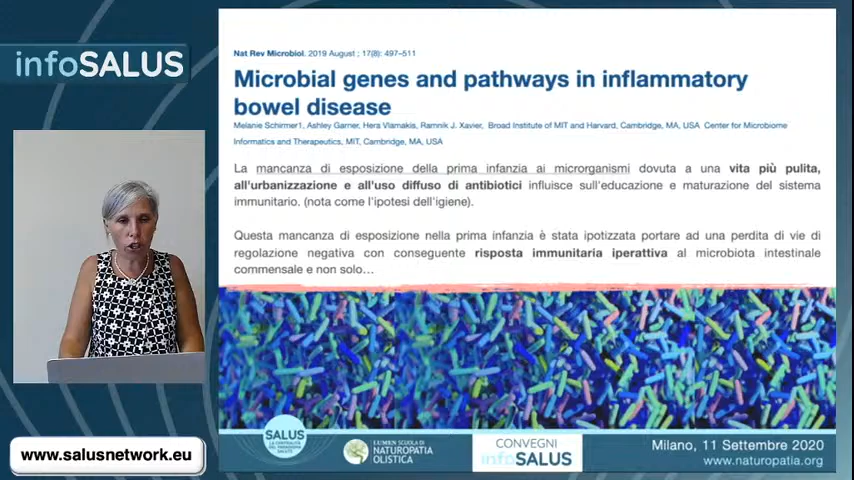 infoSALUS
Nat Rev Microbiol. 2019 August ; 17(8): 497–511
Microbial genes and pathways in inflammatory
bowel disease
Melanie Schirmer1, Ashley Garner, Hera Vlamakis, Ramnik J. Xavier, Broad Institute of MIT and Harvard, Cambridge, MA, USA Center for Microbiome
Informatics and Therapeutics, MIT, Cambridge, MA, USA
La mancanza di esposizione della prima infanzia ai microrganismi dovuta a una vita più pulita,
all'urbanizzazione e all'uso diffuso di antibiotici influisce sull'educazione e maturazione del sistema
immunitario. (nota come l'ipotesi dell'igiene).
Questa mancanza di esposizione nella prima infanzia è stata ipotizzata portare ad una perdita di vie di
regolazione negativa con conseguente risposta immunitaria iperattiva al microbiota intestinale
commensale e non solo…
SALUS
LUMEN SCUOLA DI
NATUROPATIA
OLISTICA
CONVEGNI
infoSALUS
Milano, 11 Settembre 2020
www.naturopatia.org
www.salusnetwork.eu